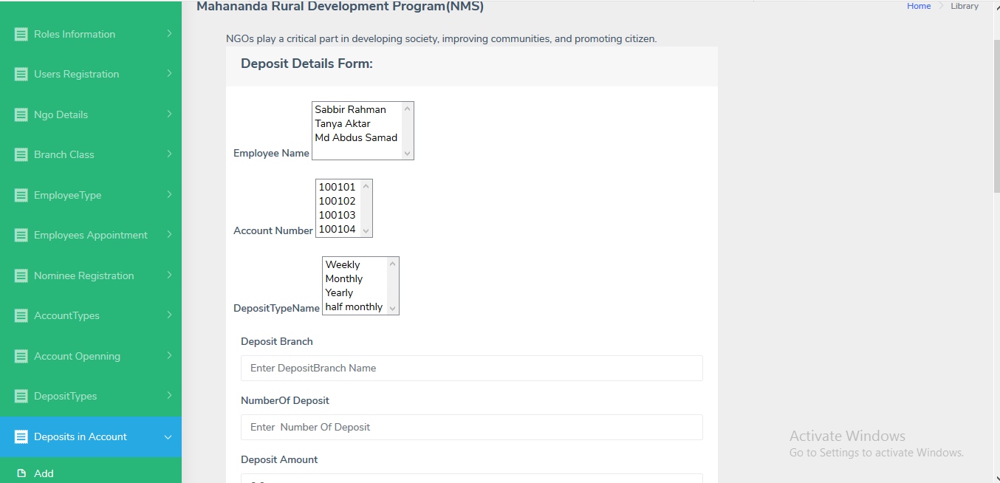 Mahananda Rural Development Program(NMS)
Home
Library
Roles Information
Users Registration
Ngo Details
Branch Class
EmployeeType
Employees Appointment
Nominee Registration
AccountTypes
Account Openning
DepositTypes
Deposits in Account
Add
NGOs play a critical part in developing society, improving communities, and promoting citizen.
Deposit Details Form:
Employee Name
Sabbir Rahman
Tanya Aktar
Md Abdus Samad
Account Number
100101
100102
100103
100104
DepositTypeName
Weekly
Monthly
Yearly
half monthly
Deposit Branch
Enter DepositBranch Name
NumberOf Deposit
Enter Number Of Deposit
Deposit Amount
Activate Windows
Go to Settings to activate Windows.